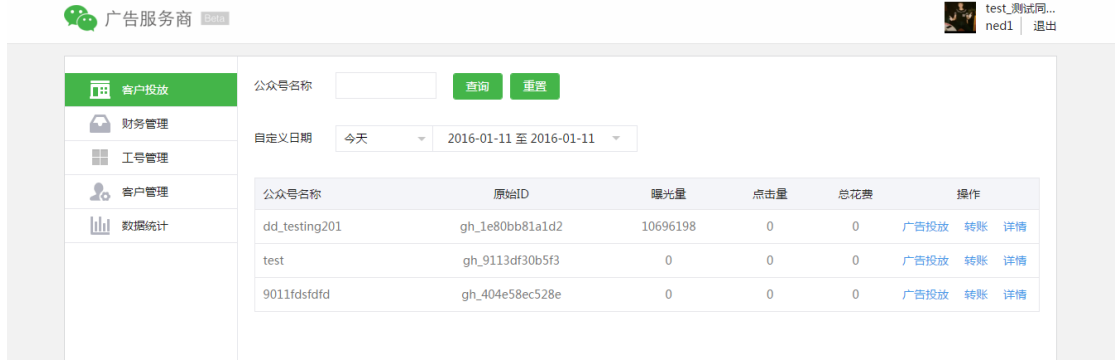 广告服务商 Beta
test_测试同...
ned1 退出
客户投放
财务管理
工号管理
客户管理
数据统计
公众号名称 查询 重置
自定义日期 今天 2016-01-11 至 2016-01-11
公众号名称 原始ID 曝光量 点击量 总花费 操作
dd_testing201 gh_1e80bb81a1d2 10696198 0 0 广告投放 转账 详情
test gh_9113df30b5f3 0 0 0 广告投放 转账 详情
9011fdsfdfd gh_404e58ec528e 0 0 0 广告投放 转账 详情